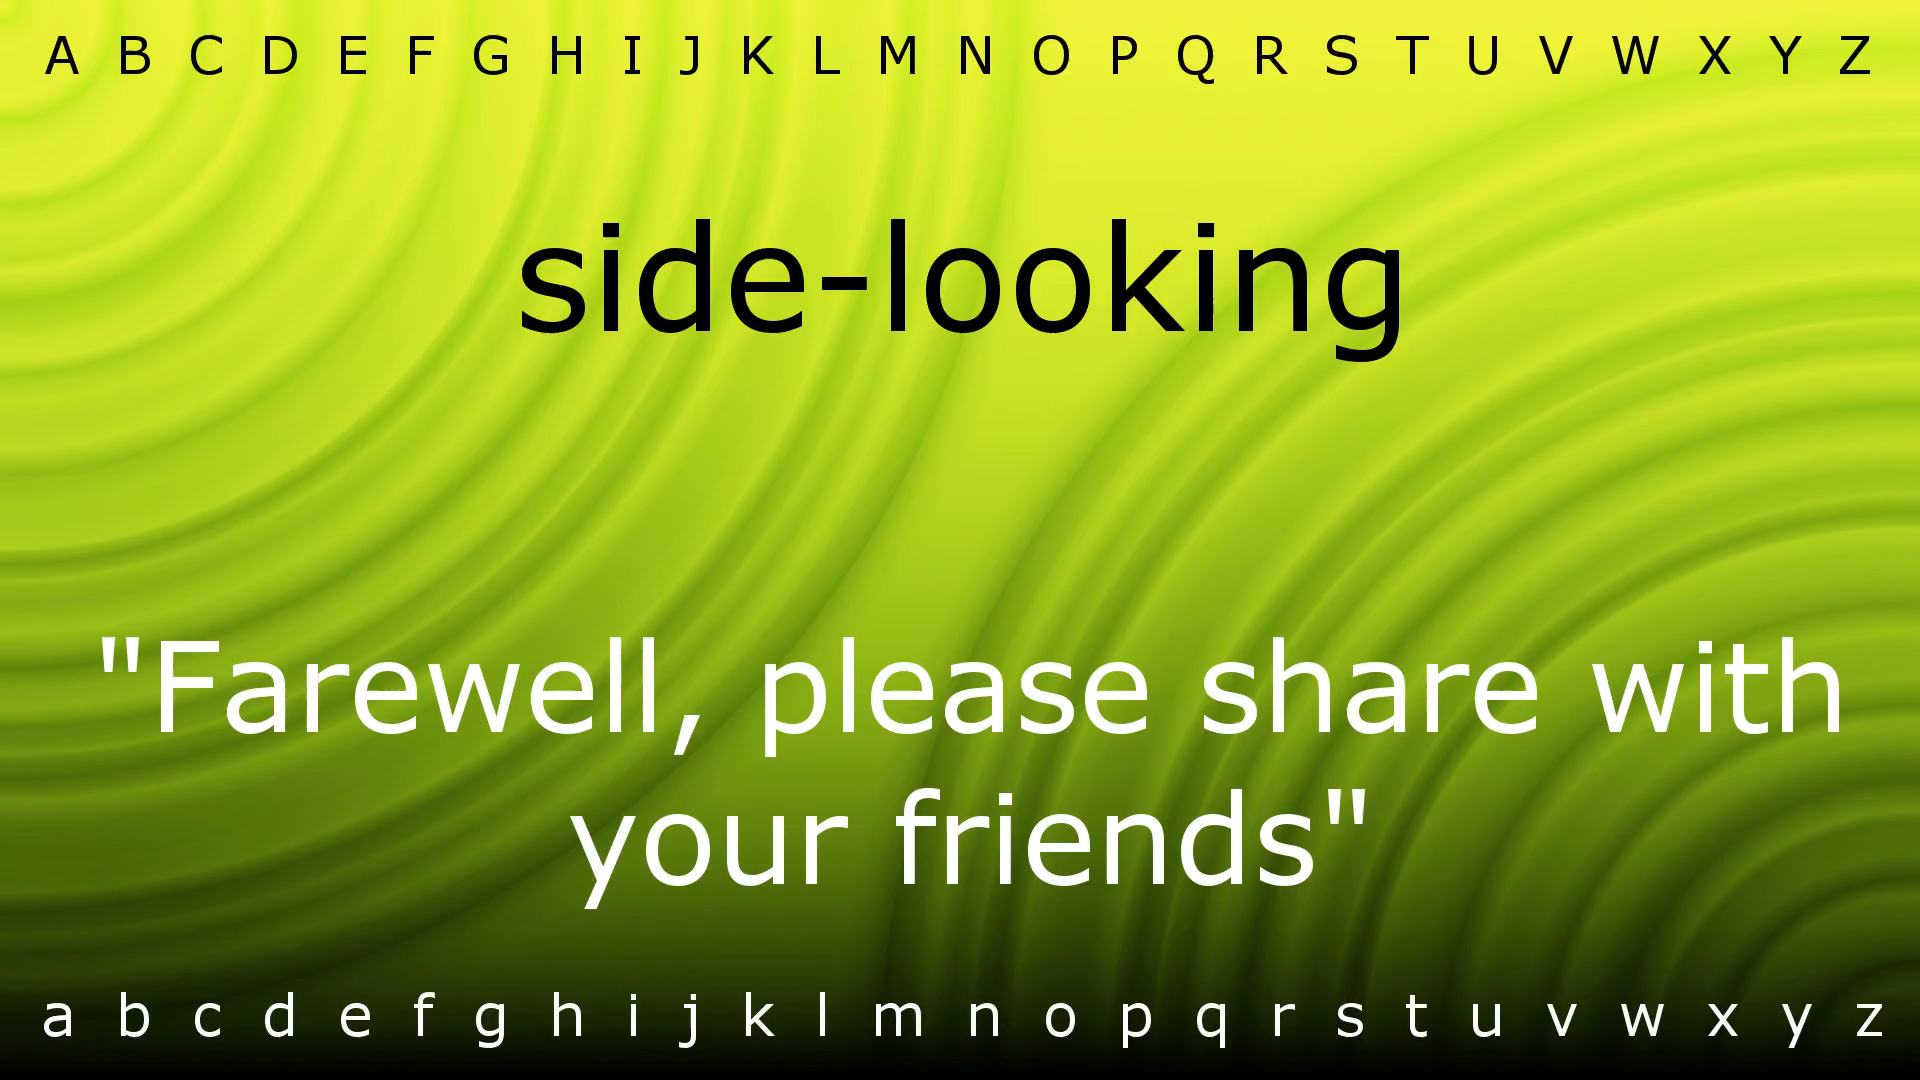 A B C D E F G H I J K L M N O P Q R S T U V W X Y Z
side-looking
"Farewell, please share with
your friends"
a b c d e f g h i j k l m n o p q r s t u v w x y z